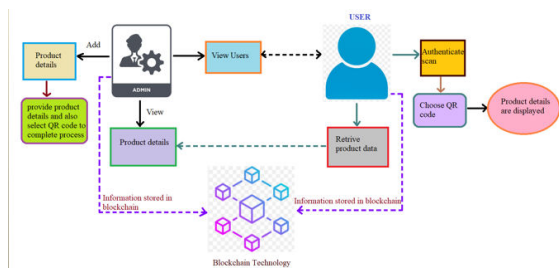 USER
Product
details
Add
ADMIN
View Users
Authenticate
scan
provide product
details and also
select QR code to
complete process
View
Choose QR
code
Product details
are displayed
Product details
Retrive
product data
Information stored in
blockchain
Information stored in blockchain
Blockchain Technology